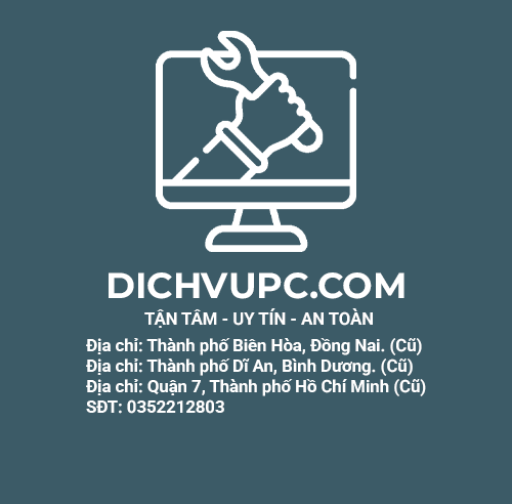 DICHVUPC.COM
TẬN TÂM - UY TÍN - AN TOÀN
Địa chỉ: Thành phố Biên Hòa, Đồng Nai. (Cũ)
Địa chỉ: Thành phố Dĩ An, Bình Dương. (Cũ)
Địa chỉ: Quận 7, Thành phố Hồ Chí Minh (Cũ)
SĐT: 0352212803